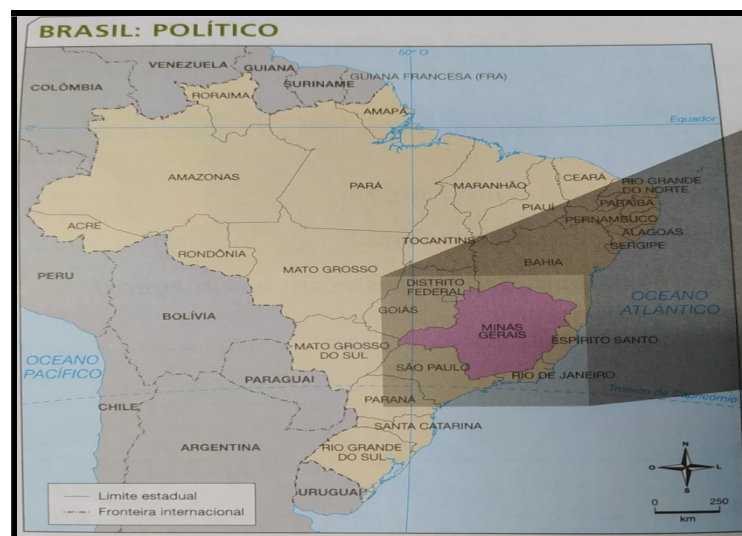 BRASIL: POLÍTICO
50° O
VENEZUELA
GUIANA
SURINAME
GUIANA FRANCESA (FRA)
COLÔMBIA
RORAIMA
AMAPÁ
Equador
0°
AMAZONAS
PARÁ
MARANHÃO
CEARÁ
RIO GRANDE
DO NORTE
PIAUÍ
PARAÍBA
PERNAMBUCO
ACRE
ALAGOAS
TOCANTINS
SERGIPE
RONDÔNIA
BAHIA
MATO GROSSO
PERU
DISTRITO
FEDERAL
OCEANO
ATLÂNTICO
GOIÁS
BOLÍVIA
MINAS
GERAIS
ESPÍRITO SANTO
MATO GROSSO
DO SUL
OCEANO
PACÍFICO
SÃO PAULO
RIO DE JANEIRO
PARAGUAI
Trópico de Capricórnio
PARANÁ
CHILE
SANTA CATARINA
ARGENTINA
RIO GRANDE
DO SUL
URUGUAI
N
O
L
S
Limite estadual
Fronteira internacional
0
250
km